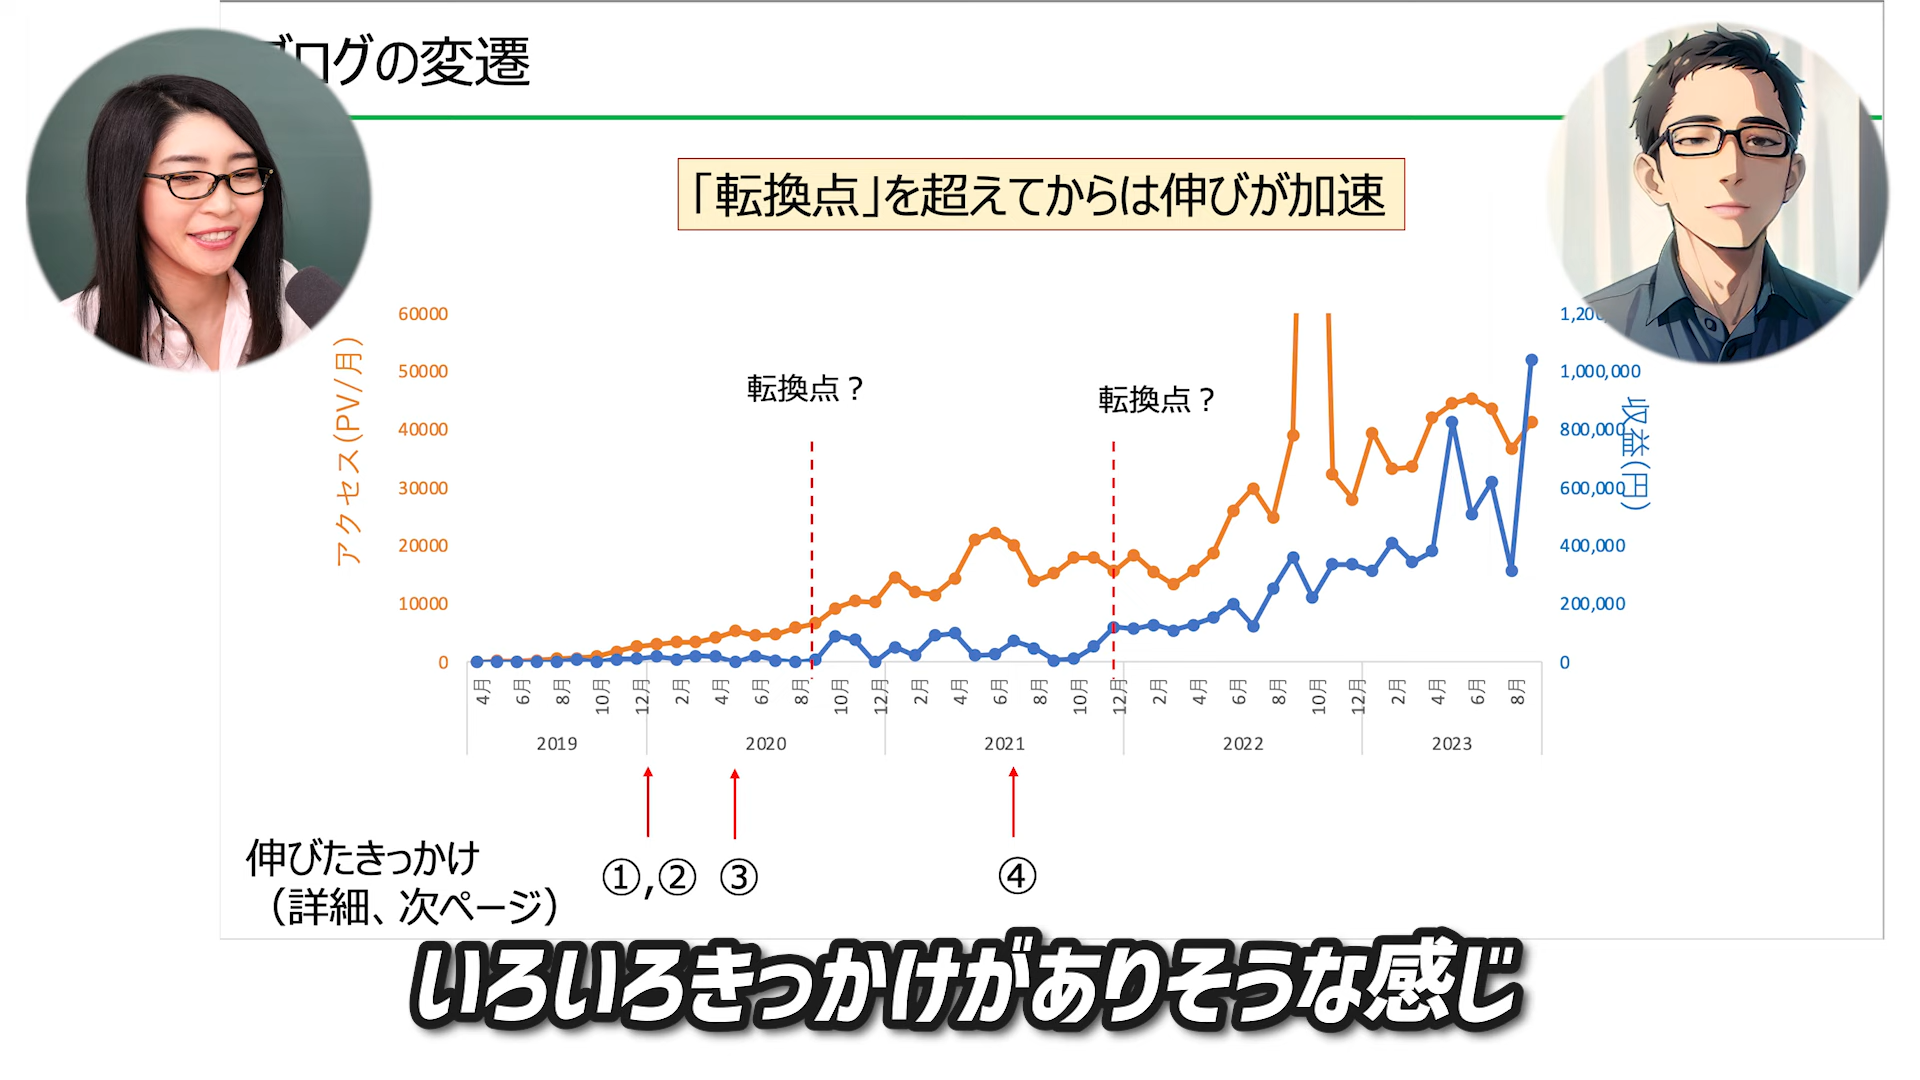 ブログの変遷
「転換点」を超えてからは伸びが加速
アクセス(PV/月)
60000
50000
40000
30000
20000
10000
0
転換点？
転換点？
1,200
1,000,000
800,000
600,000
400,000
200,000
0
収益(円)
4月 6月 8月 10月 12月 2月 4月 6月 8月 10月 12月 2月 4月 6月 8月 10月 12月 2月 4月 6月 8月 10月 12月 2月 4月 6月 8月
2019 2020 2021 2022 2023
伸びたきっかけ
（詳細、次ページ）
①,② ③ ④
いろいろきっかけがありそうな感じ